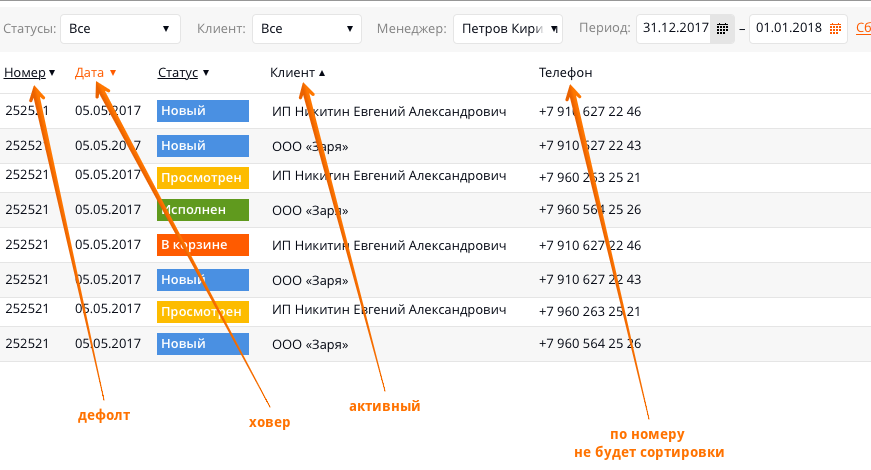 Статусы: Все Клиент: Все Менеджер: Петров Кири Период: 31.12.2017 – 01.01.2018 Сб
Номер Дата Статус Клиент Телефон
252521 05.05.2017 Новый ИП Никитин Евгений Александрович +7 910 627 22 46
252521 05.05.2017 Новый ООО «Заря» +7 910 627 22 43
252521 05.05.2017 Просмотрен ИП Никитин Евгений Александрович +7 960 263 25 21
252521 05.05.2017 Исполнен ООО «Заря» +7 960 564 25 26
252521 05.05.2017 В корзине ИП Никитин Евгений Александрович +7 910 627 22 46
252521 05.05.2017 Новый ООО «Заря» +7 910 627 22 43
252521 05.05.2017 Просмотрен ИП Никитин Евгений Александрович +7 960 263 25 21
252521 05.05.2017 Новый ООО «Заря» +7 960 564 25 26
дефолт
ховер
активный
по номеру
не будет сортировки